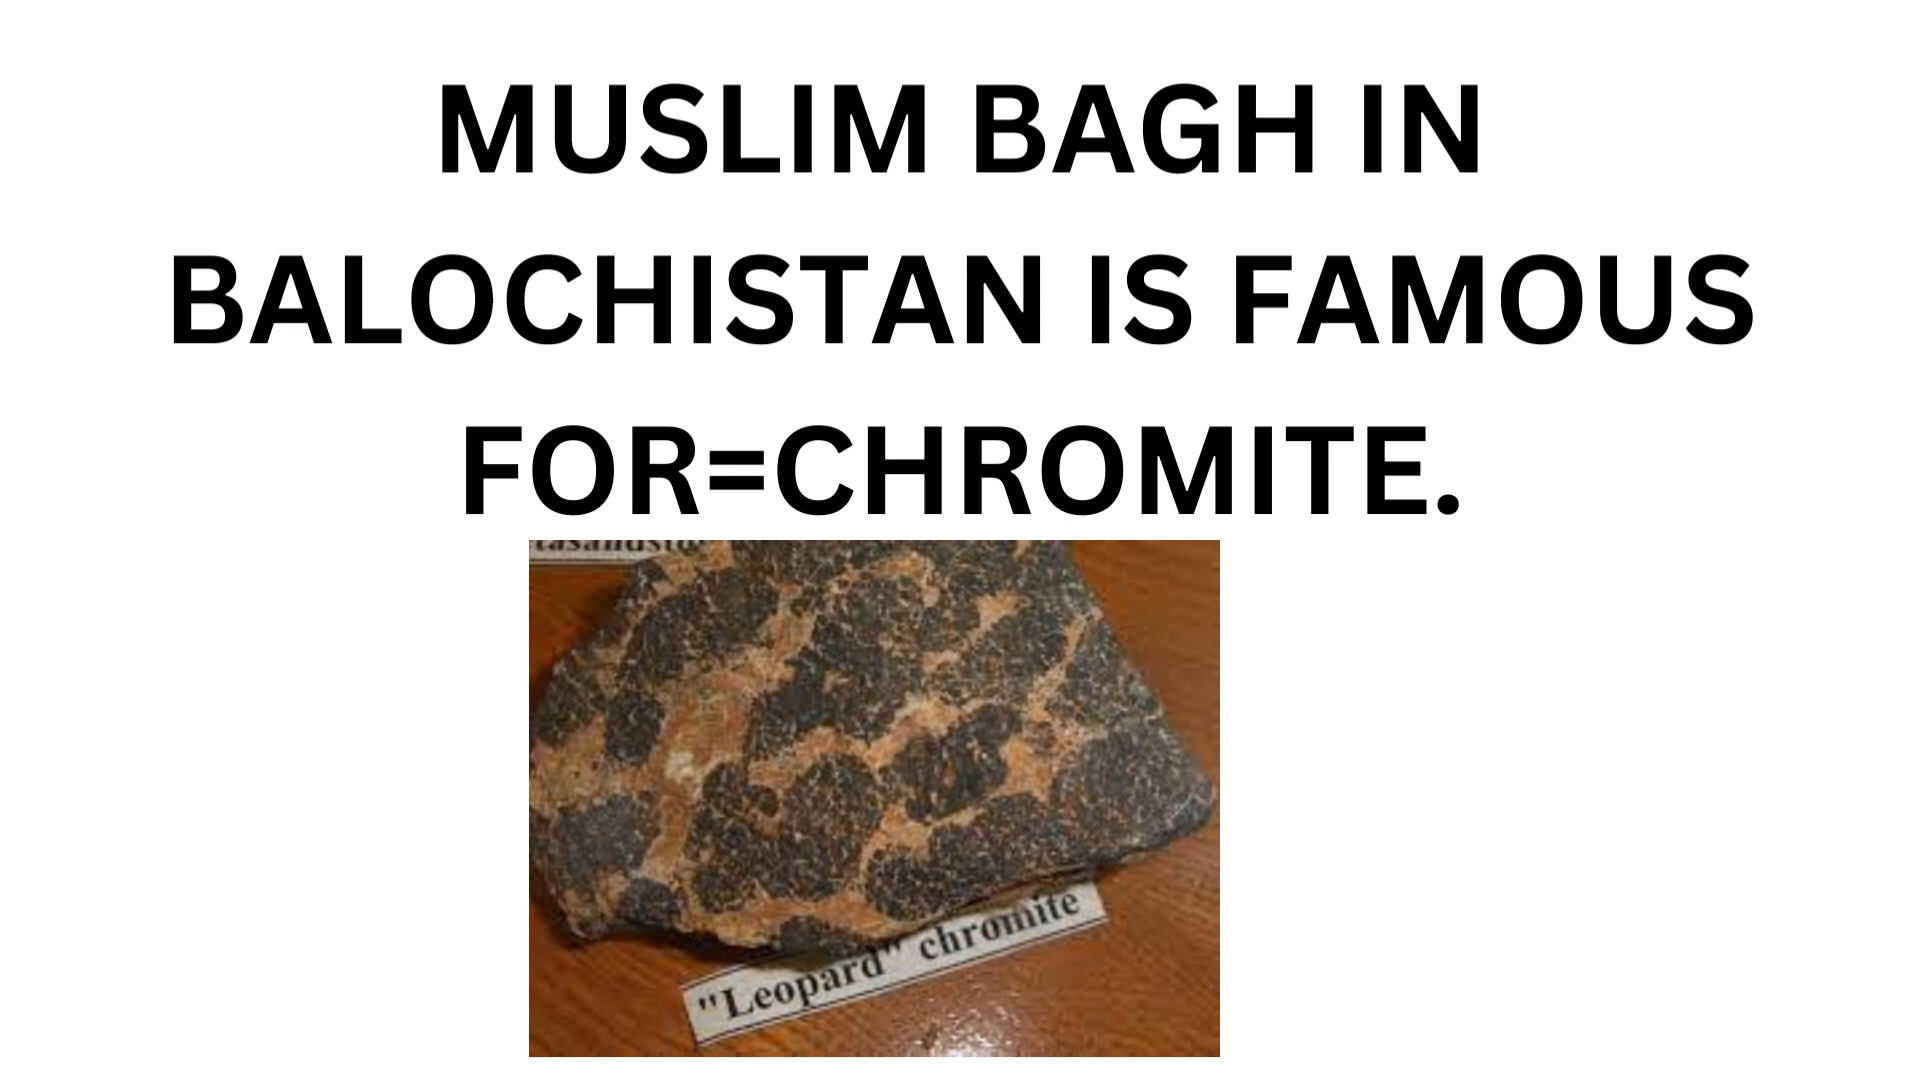 MUSLIM BAGH IN
BALOCHISTAN IS FAMOUS
FOR=CHROMITE.
"Leopard" chromite